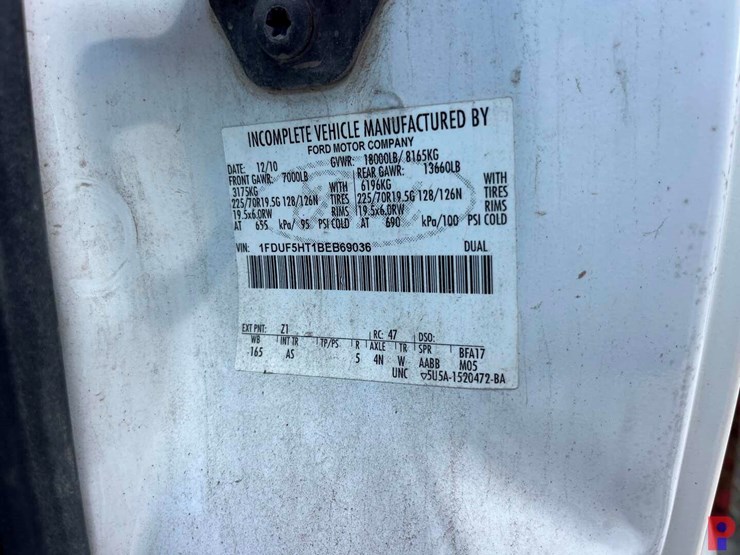 INCOMPLETE VEHICLE MANUFACTURED BY
FORD MOTOR COMPANY
DATE: 12/10 GVWR: 18000LB/ 8165KG
FRONT GAWR: 7000LB REAR GAWR: 13660LB
3175KG WITH 6196KG WITH
225/70R19.5G 128/126N TIRES 225/70R19.5G 128/126N TIRES
19.5x6.0RW RIMS 19.5x6.0RW RIMS
AT 655 kPa/ 95 PSI COLD AT 690 kPa/100 PSI COLD
VIN: 1FDUF5HT1BEB69036 DUAL
EXT PNT: Z1 RC: 47 DSO:
WB INT TR TP/PS R AXLE TR SPR BFA17
165 AS 5 4N W AABB M05
UNC ▽5U5A-1520472-BA